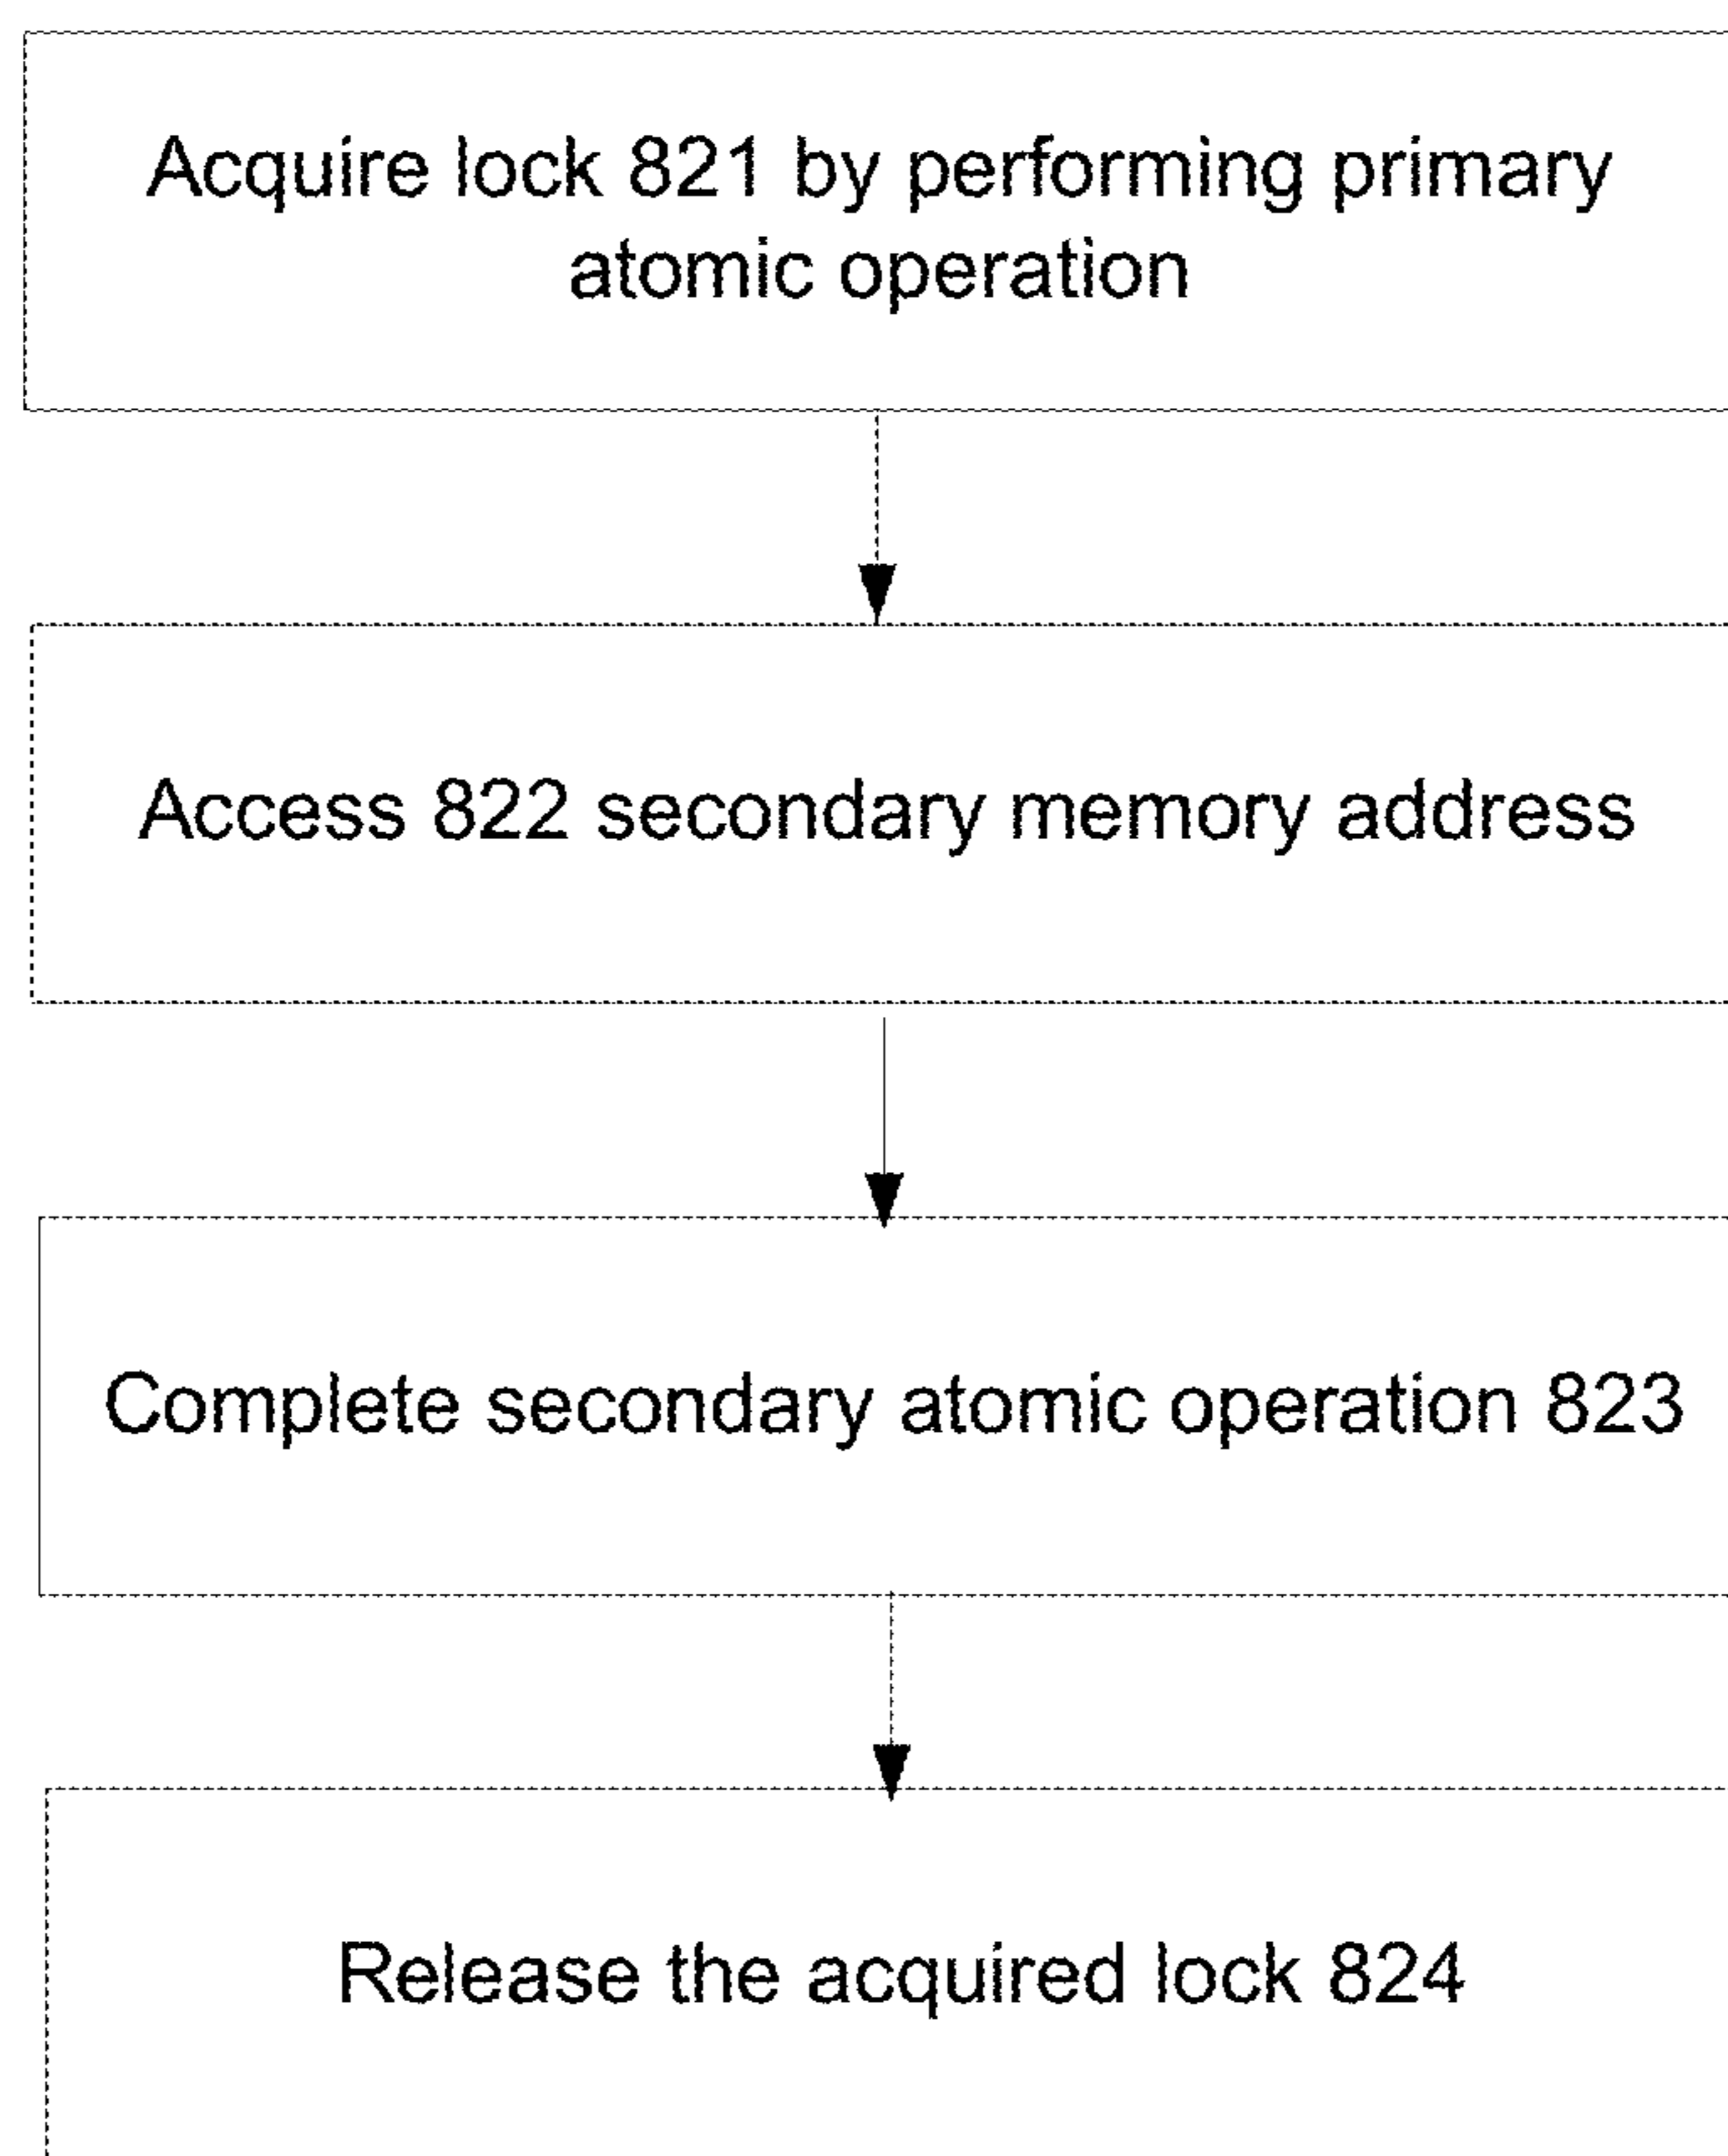 Acquire lock 821 by performing primary
atomic operation
Access 822 secondary memory address
Complete secondary atomic operation 823
Release the acquired lock 824